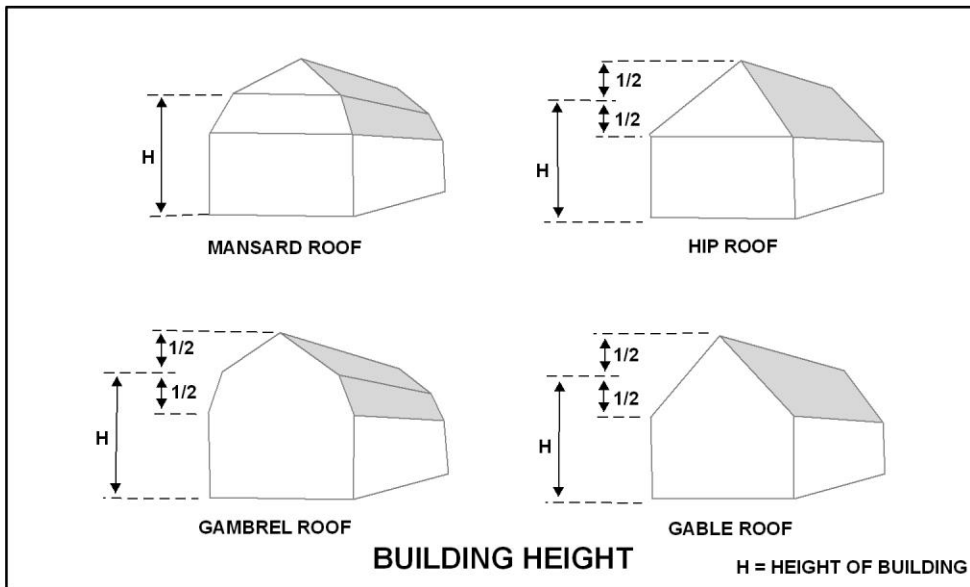 1/2
1/2
H
H
MANSARD ROOF
HIP ROOF
1/2
1/2
1/2
1/2
H
H
GAMBREL ROOF
GABLE ROOF
BUILDING HEIGHT
H = HEIGHT OF BUILDING